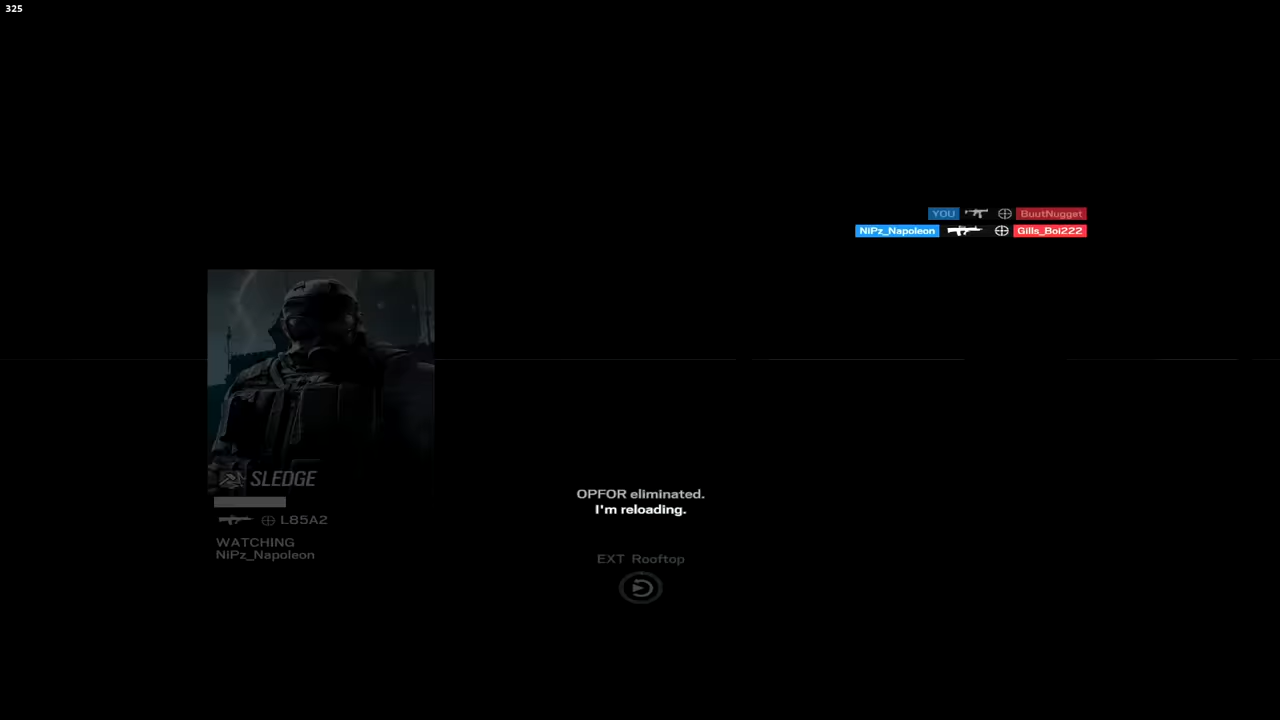 325
YOU BuutNugget
NiPz_Napoleon Gills_Boi222
SLEDGE
L85A2
WATCHING
NiPz_Napoleon
OPFOR eliminated.
I'm reloading.
EXT Rooftop